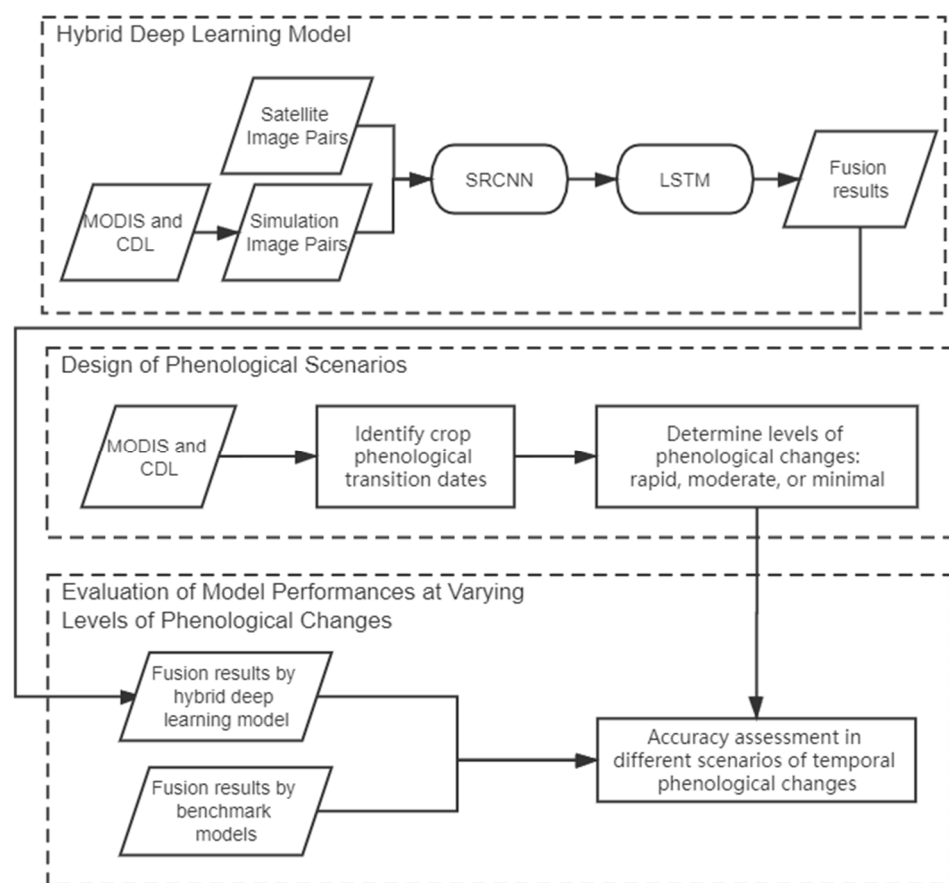 Hybrid Deep Learning Model
Satellite
Image Pairs
MODIS and
CDL
Simulation
Image Pairs
SRCNN
LSTM
Fusion
results
Design of Phenological Scenarios
MODIS and
CDL
Identify crop
phenological
transition dates
Determine levels of
phenological changes:
rapid, moderate, or minimal
Evaluation of Model Performances at Varying
Levels of Phenological Changes
Fusion results by
hybrid deep
learning model
Fusion results by
benchmark
models
Accuracy assessment in
different scenarios of temporal
phenological changes